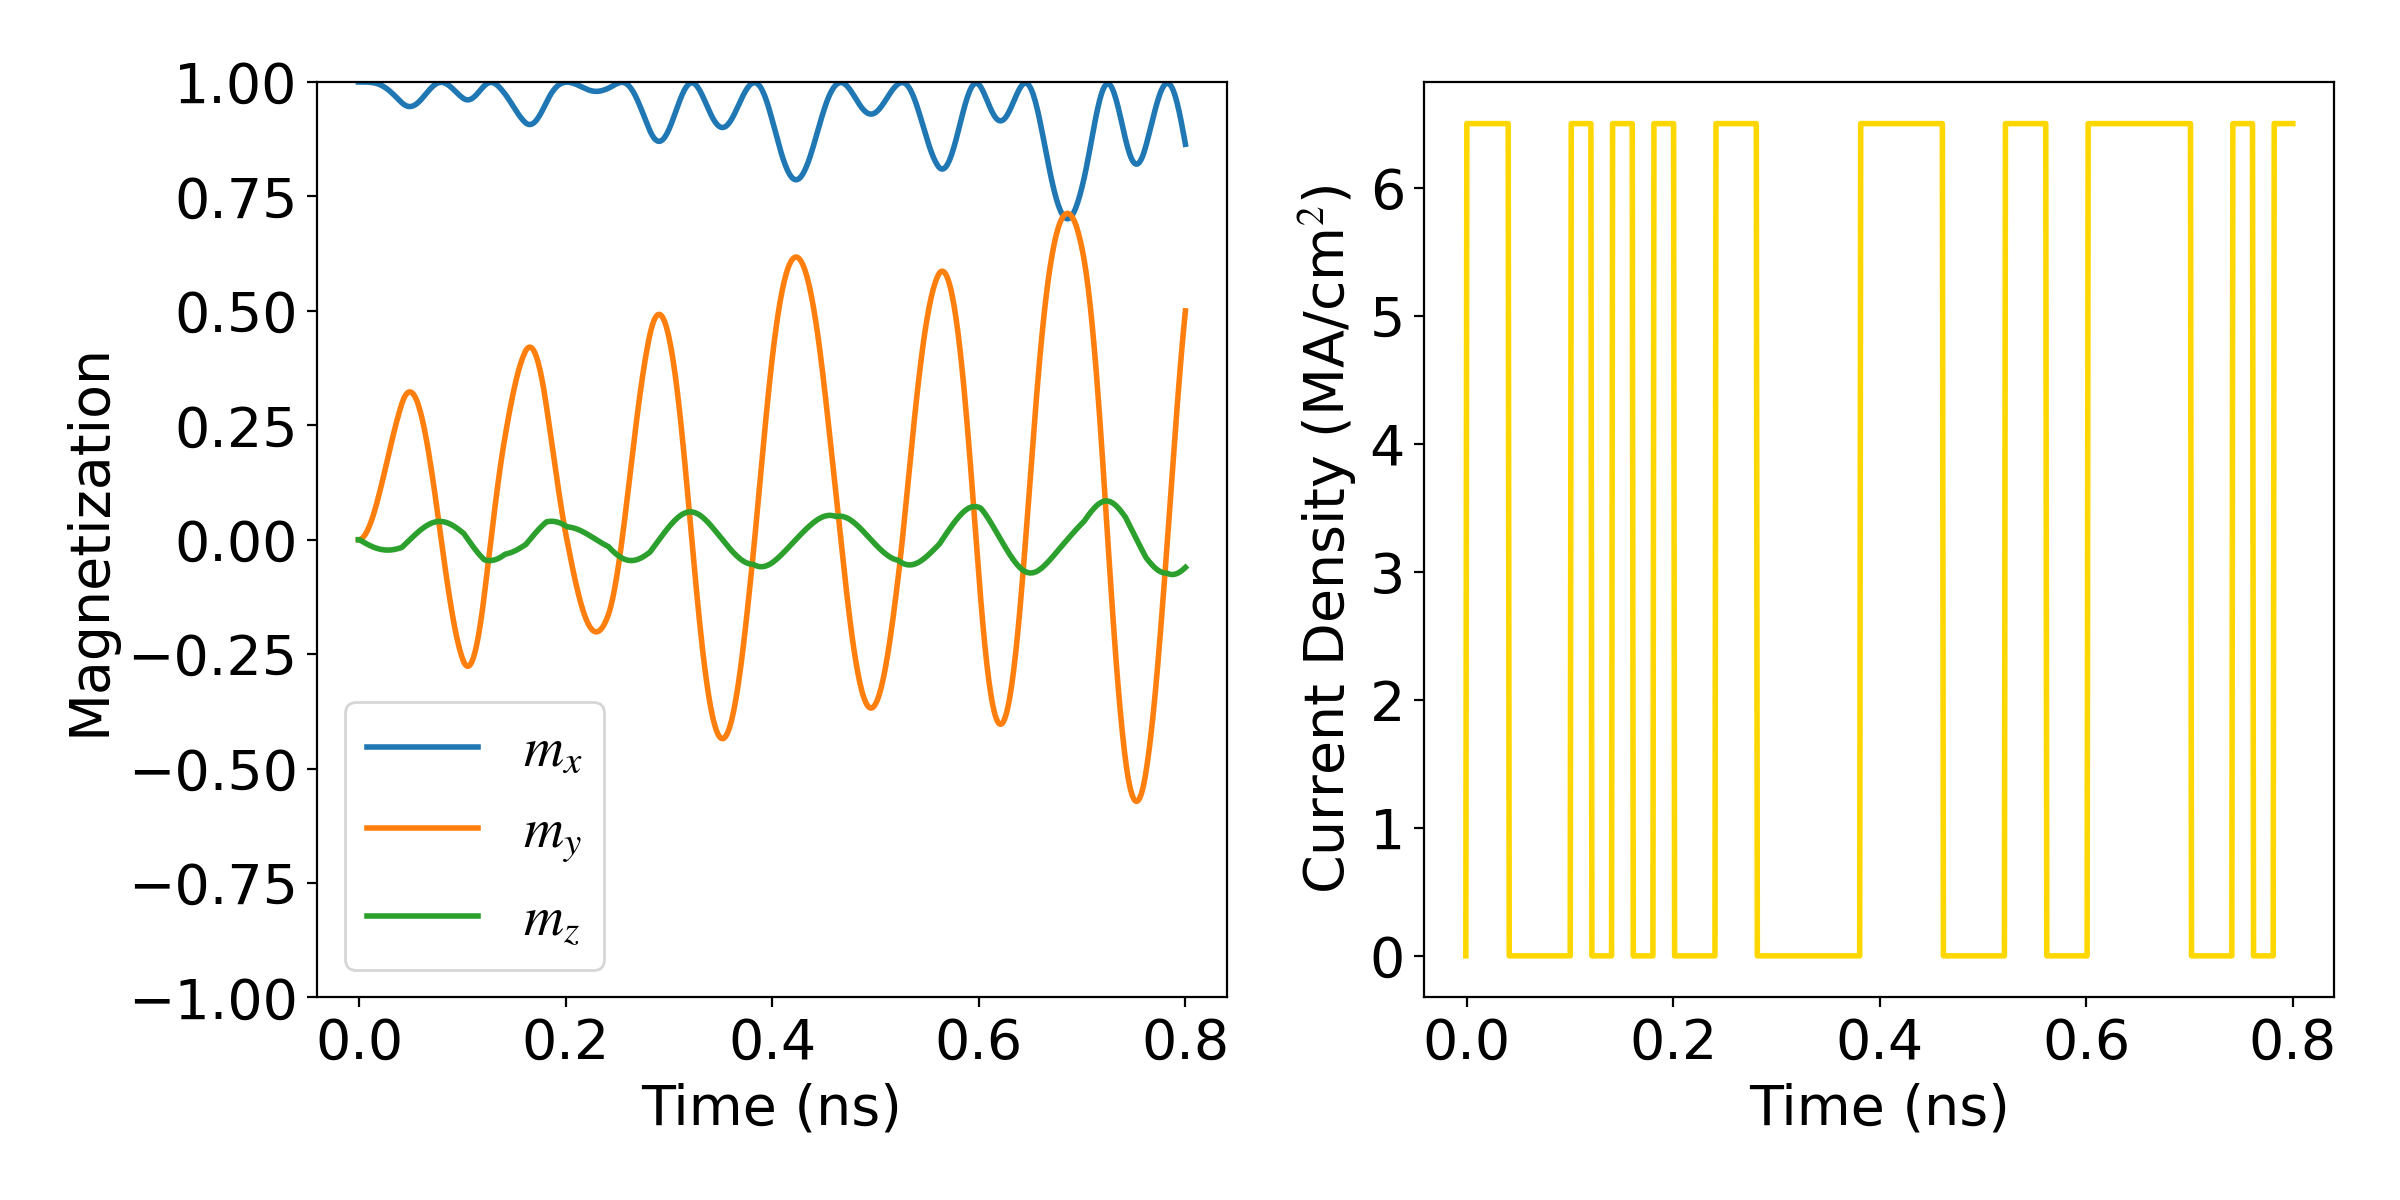 1.00
0.75
0.50
0.25
0.00
−0.25
−0.50
−0.75
−1.00
Magnetization
m_x
m_y
m_z
0.0 0.2 0.4 0.6 0.8
Time (ns)
6
5
4
3
2
1
0
Current Density (MA/cm²)
0.0 0.2 0.4 0.6 0.8
Time (ns)